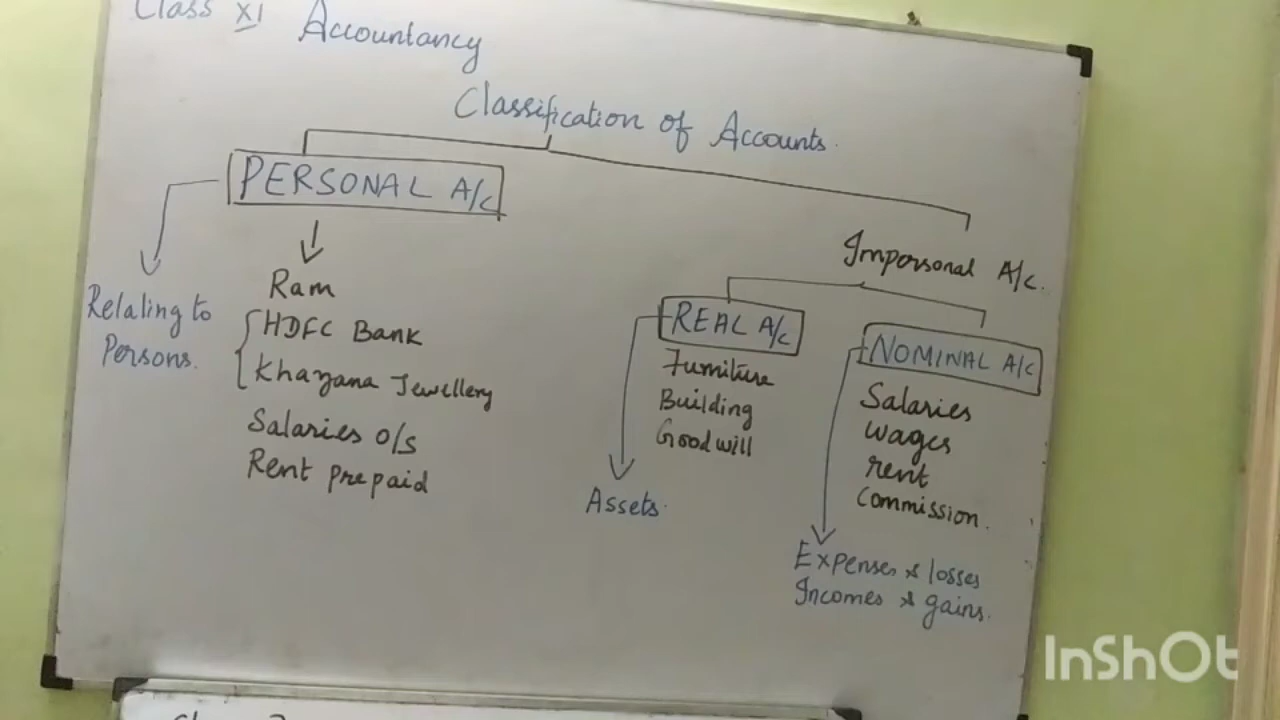 Class XI Accountancy
Classification of Accounts.
PERSONAL A/c
Relating to
Persons.
Ram
HDFC Bank
Khazana Jewellery
Salaries o/s
Rent prepaid
Impersonal A/c.
REAL A/c
Furniture
Building
Goodwill
Assets.
NOMINAL A/c
Salaries
wages
rent
commission.
Expenses & losses
Incomes & gains.
InShOt